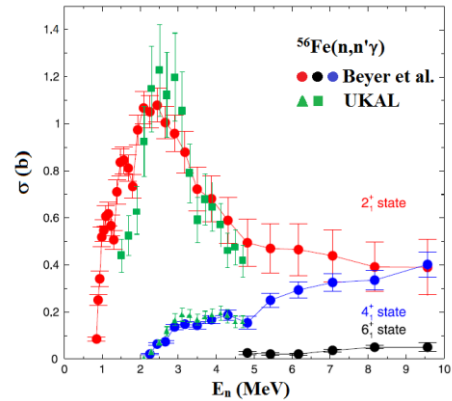 ⁵⁶Fe(n,n'γ)
Beyer et al.
UKAL
1.4
1.2
1
0.8
0.6
0.4
0,2
0
σ (b)
2⁺₁ state
4⁺₁ state
6⁺₁ state
0 1 2 3 4 5 6 7 8 9 10
Eₙ (MeV)